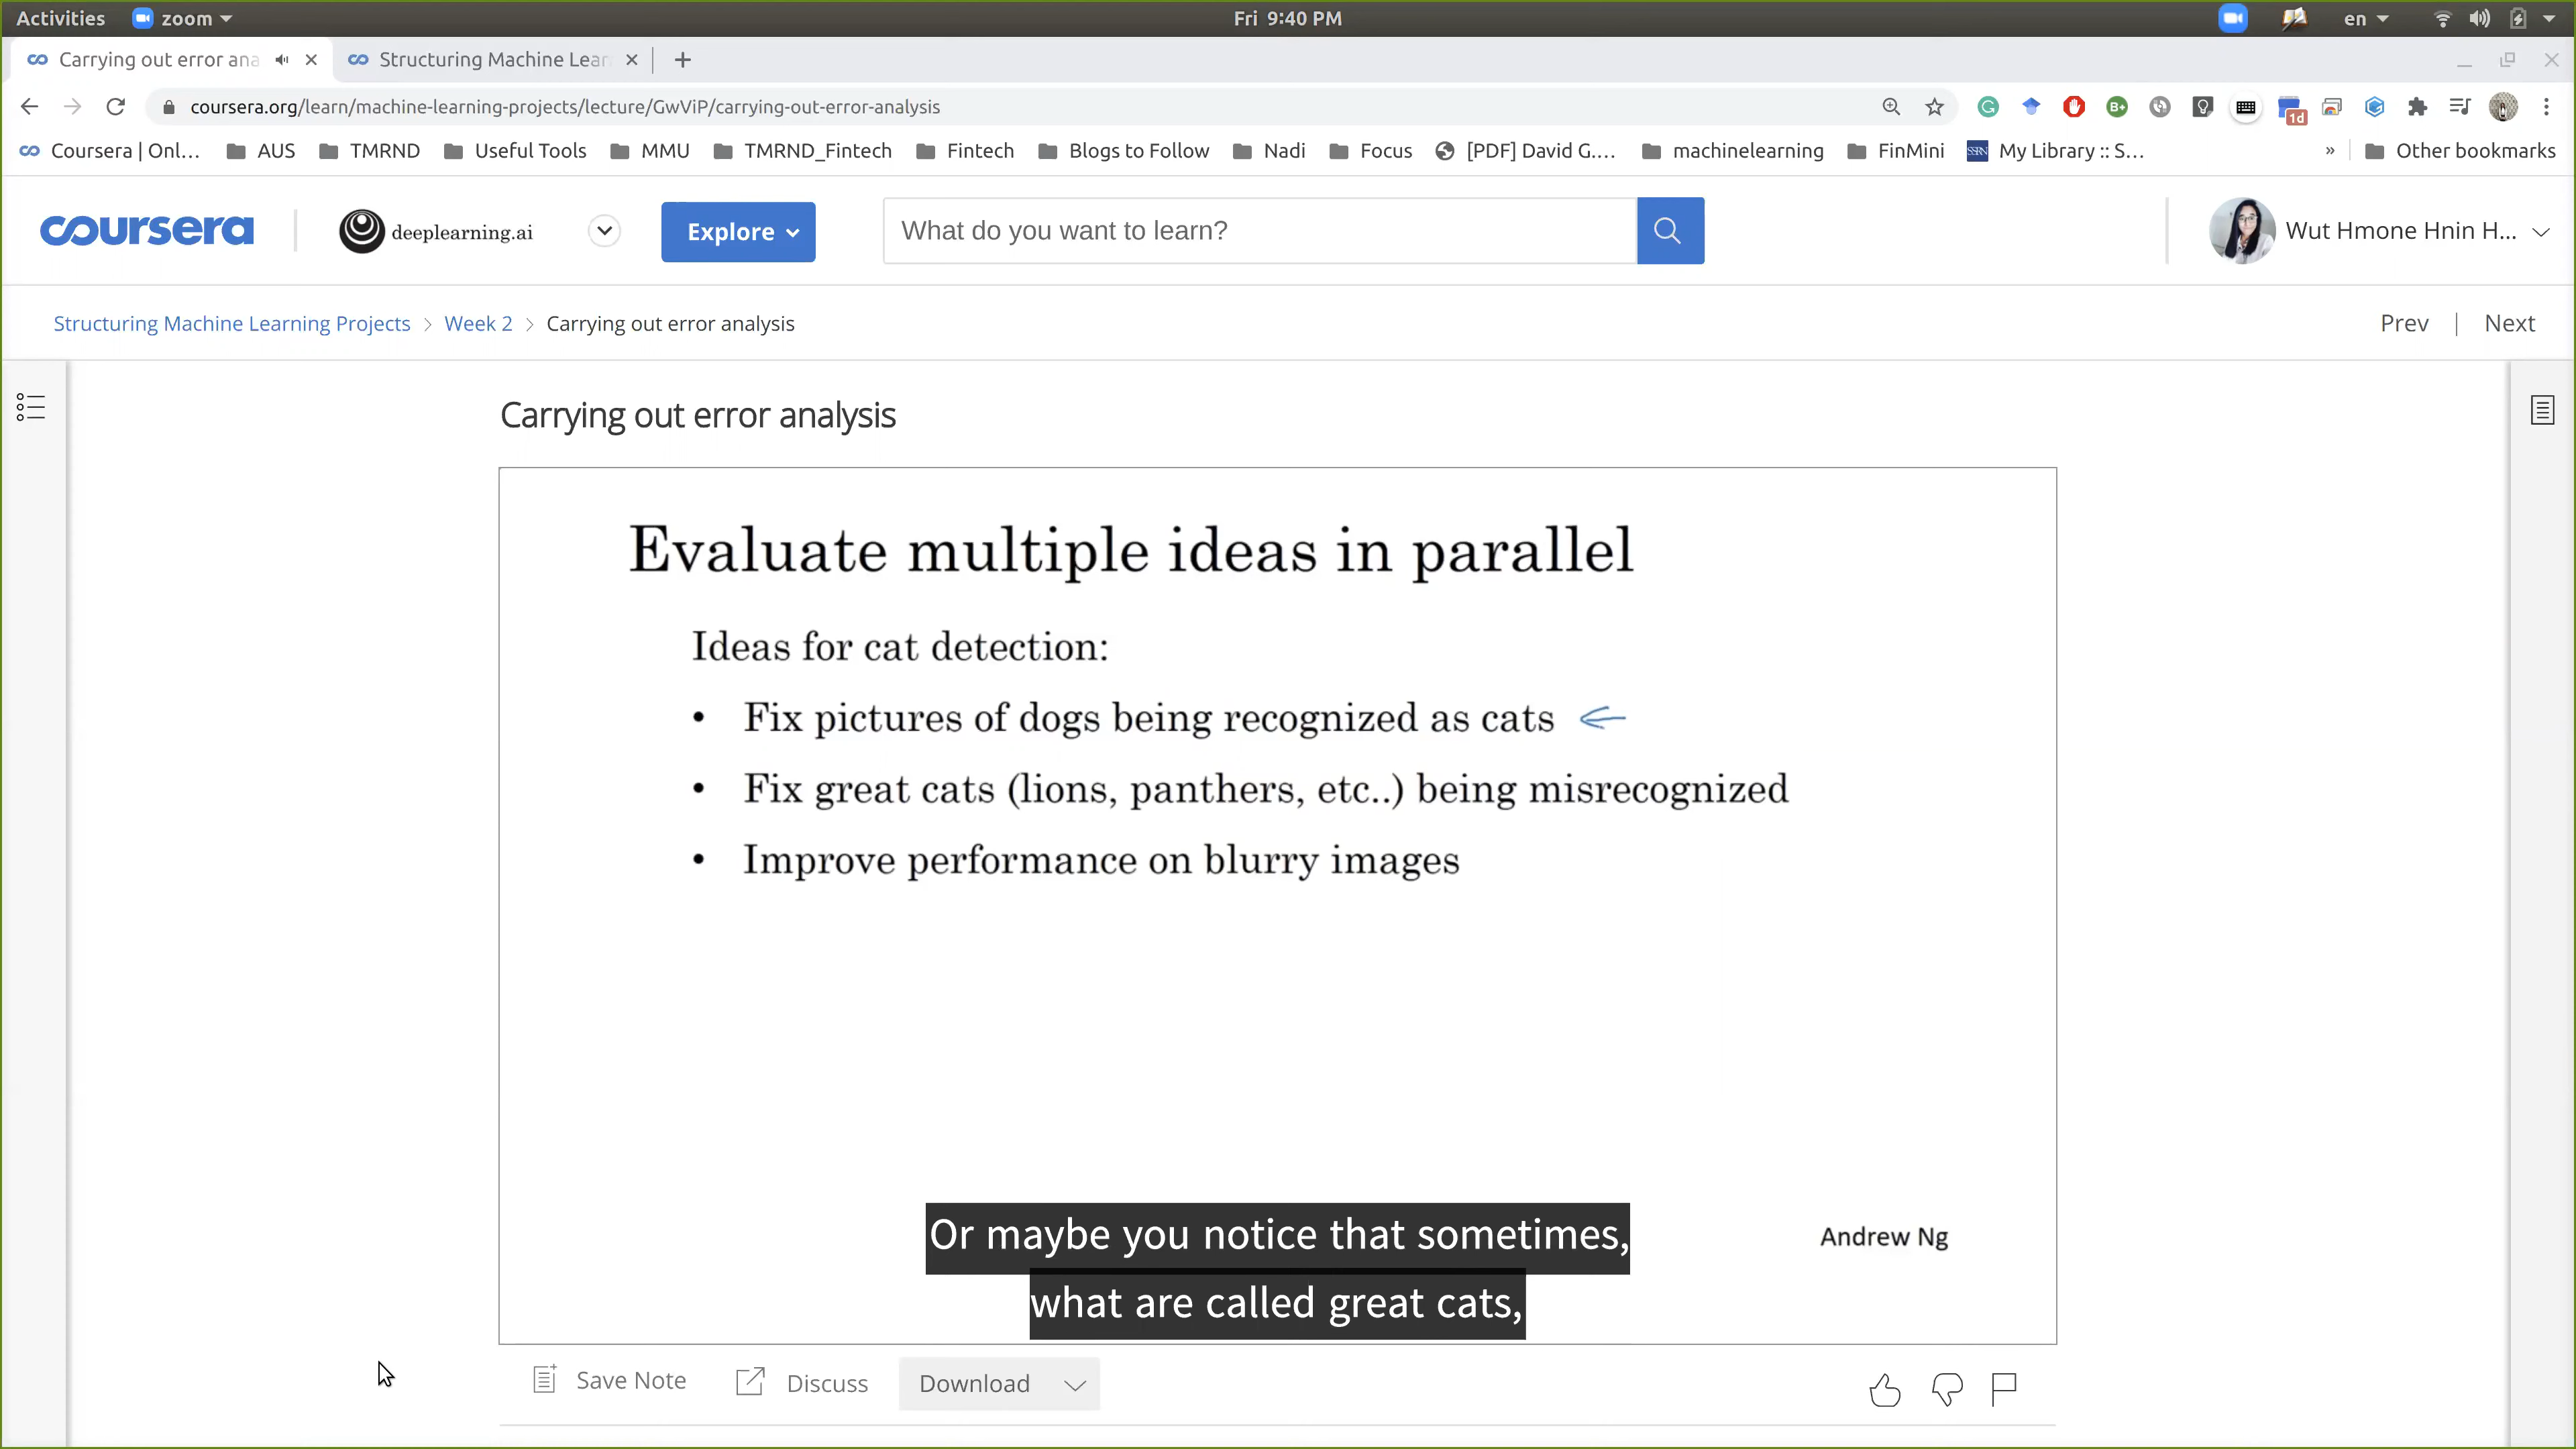 Activities zoom Fri 9:40 PM en
Carrying out error ana Structuring Machine Lear
coursera.org/learn/machine-learning-projects/lecture/GwViP/carrying-out-error-analysis 1d
Coursera | Onl... AUS TMRND Useful Tools MMU TMRND_Fintech Fintech Blogs to Follow Nadi Focus [PDF] David G.... machinelearning FinMini SSRN My Library :: S... » Other bookmarks
coursera deeplearning.ai Explore What do you want to learn? Wut Hmone Hnin H...
Structuring Machine Learning Projects > Week 2 > Carrying out error analysis Prev | Next
Carrying out error analysis
Evaluate multiple ideas in parallel
Ideas for cat detection:
• Fix pictures of dogs being recognized as cats
• Fix great cats (lions, panthers, etc..) being misrecognized
• Improve performance on blurry images
Or maybe you notice that sometimes,
Andrew Ng
what are called great cats,
Save Note Discuss Download